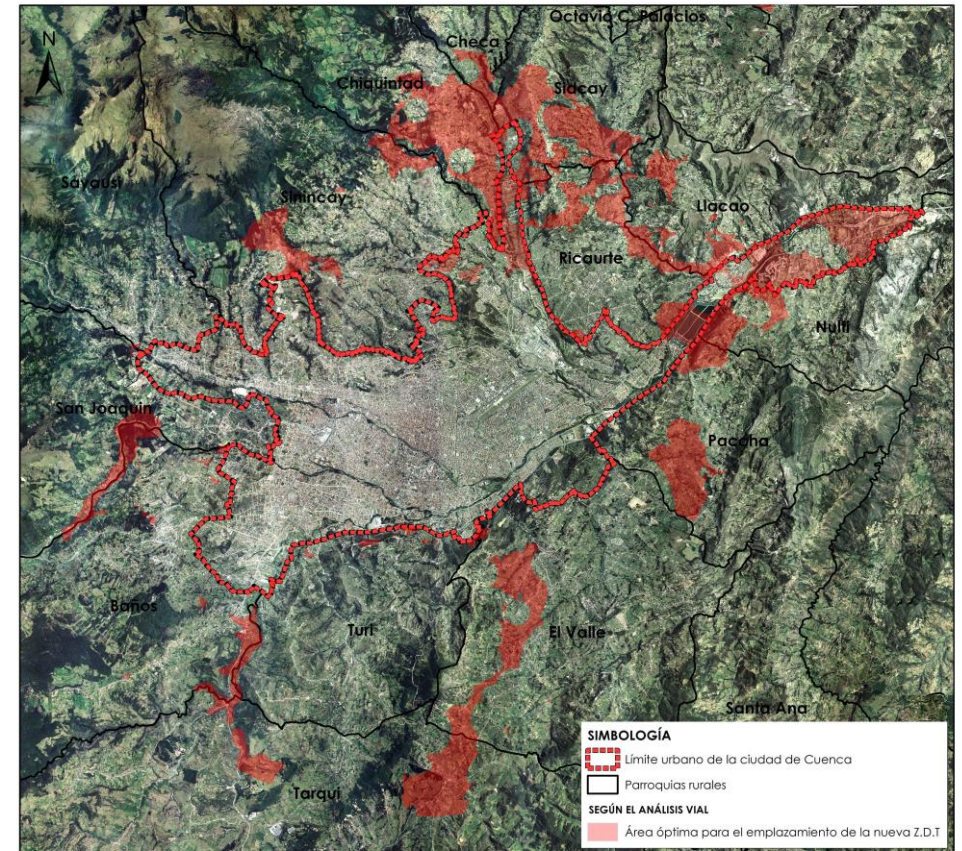 Octavio C. Palacios
N
Checa
Chiquintad
Sidcay
Sayausí
Sinincay
Llacao
Ricaurte
Nulti
San Joaquín
Paccha
Baños
Turi
El Valle
Santa Ana
Tarqui
SIMBOLOGÍA
Límite urbano de la ciudad de Cuenca
Parroquias rurales
SEGÚN EL ANÁLISIS VIAL
Área óptima para el emplazamiento de la nueva Z.D.T